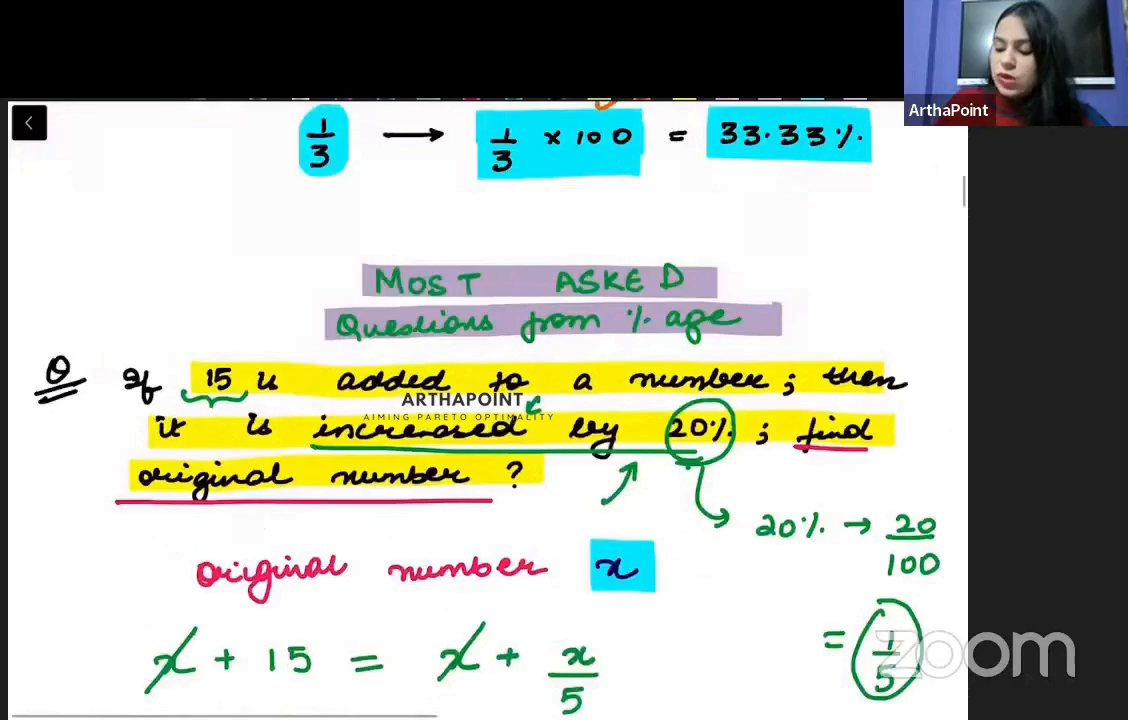 ArthaPoint
1/3 → 1/3 × 100 = 33.33%
MOST ASKED
Questions from % age
Q If 15 is added to a number; then
ARTHAPOINT
AIMING PARETO OPTIMALITY
it is increased by 20% ; find
original number ?
20% → 20/100
original number x
= 1/5
zoom
x + 15 = x + x/5